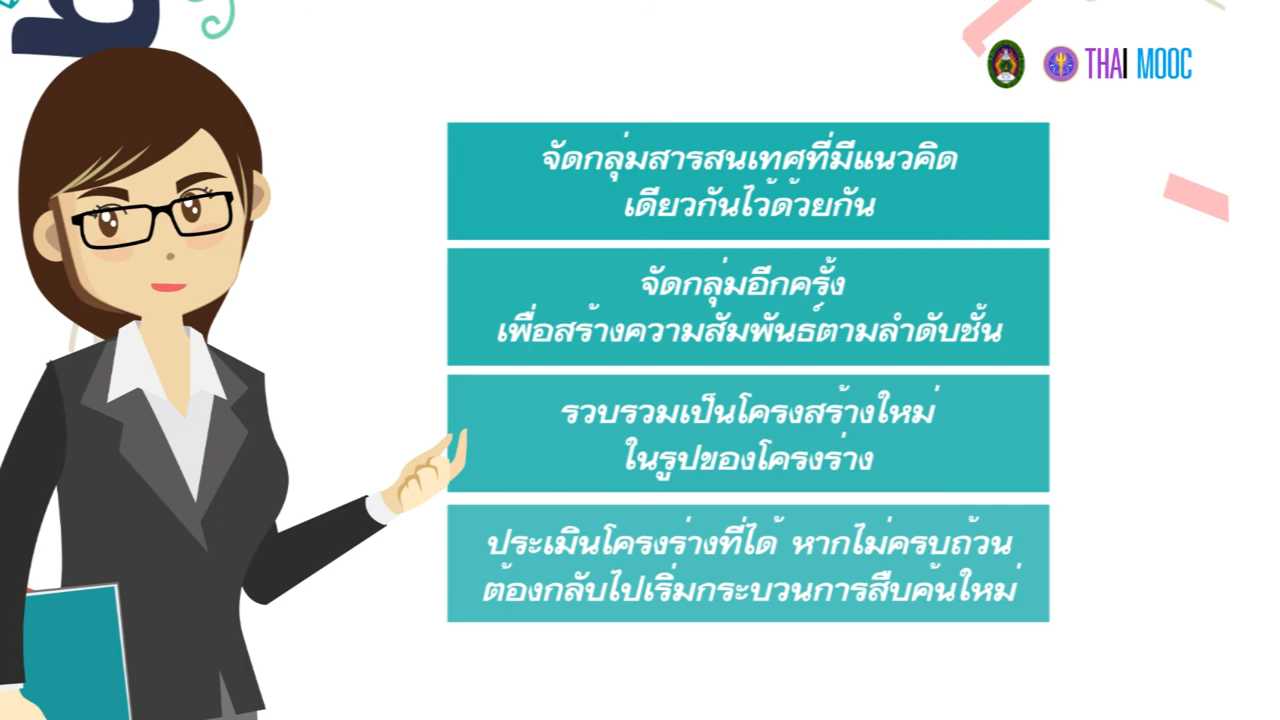 THAI MOOC
จัดกลุ่มสารสนเทศที่มีแนวคิด
เดียวกันไว้ด้วยกัน
จัดกลุ่มอีกครั้ง
เพื่อสร้างความสัมพันธ์ตามลำดับชั้น
รวบรวมเป็นโครงสร้างใหม่
ในรูปของโครงร่าง
ประเมินโครงร่างที่ได้ หากไม่ครบถ้วน
ต้องกลับไปเริ่มกระบวนการสืบค้นใหม่